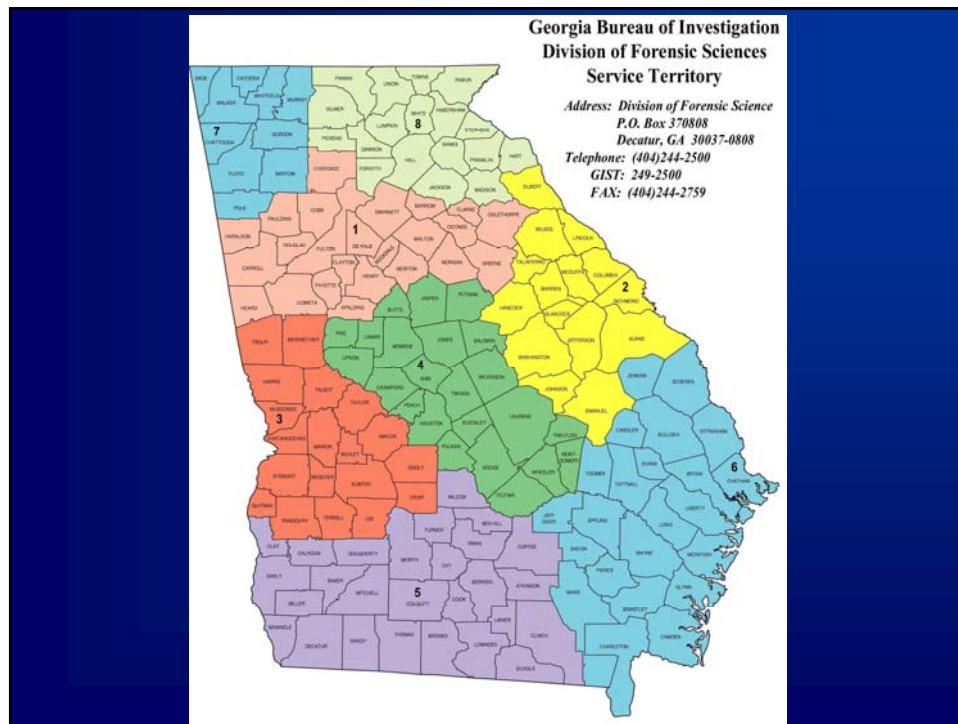 Georgia Bureau of Investigation
Division of Forensic Sciences
Service Territory
Address: Division of Forensic Science
P.O. Box 370808
Decatur, GA 30037-0808
Telephone: (404)244-2500
GIST: 249-2500
FAX: (404)244-2759
DADE CATOOSA FANNIN UNION TOWNS RABUN
WALKER WHITFIELD MURRAY GILMER WHITE HABERSHAM
LUMPKIN STEPHENS
7 8
CHATTOOGA GORDON PICKENS DAWSON BANKS FRANKLIN HART
HALL
FLOYD BARTOW CHEROKEE FORSYTH JACKSON MADISON ELBERT
POLK COBB GWINNETT BARROW CLARKE OGLETHORPE
PAULDING OCONEE WILKES LINCOLN
HARALSON 1
DOUGLAS FULTON DE KALB ROCKDALE WALTON TALIAFERRO
CARROLL CLAYTON HENRY NEWTON MORGAN GREENE WARREN MCDUFFIE COLUMBIA
FAYETTE 2
HEARD COWETA SPALDING BUTTS JASPER PUTNAM HANCOCK GLASCOCK RICHMOND
TROUP MERIWETHER PIKE LAMAR MONROE JONES BALDWIN JEFFERSON BURKE
UPSON 4 WASHINGTON
HARRIS TALBOT CRAWFORD BIBB WILKINSON JENKINS SCREVEN
TAYLOR PEACH TWIGGS JOHNSON EMANUEL
MUSCOGEE
3
CHATTAHOOCHEE MARION SCHLEY MACON HOUSTON BLECKLEY LAURENS CANDLER BULLOCH EFFINGHAM
PULASKI TREUTLEN
STEWART WEBSTER SUMTER DOOLY DODGE WHEELER MONT-
GOMERY TOOMBS TATTNALL EVANS BRYAN 6
CHATHAM
QUITMAN RANDOLPH TERRELL LEE CRISP WILCOX TELFAIR LIBERTY
CLAY CALHOUN DOUGHERTY WORTH TURNER BEN HILL JEFF
DAVIS APPLING LONG
IRWIN COFFEE BACON WAYNE MCINTOSH
EARLY BAKER MITCHELL TIFT PIERCE
MILLER 5
COLQUITT COOK BERRIEN ATKINSON WARE GLYNN
LANIER BRANTLEY
SEMINOLE DECATUR GRADY THOMAS BROOKS LOWNDES CLINCH CHARLTON CAMDEN
ECHOLS